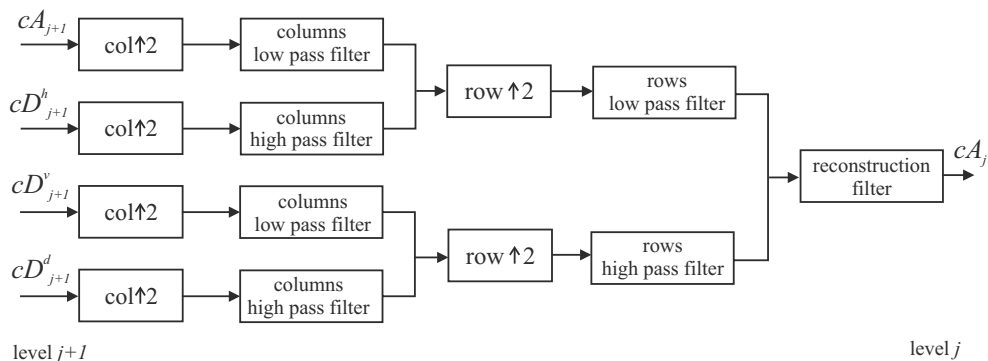 cA_{j+1}
col↑2
columns
low pass filter
row ↑2
rows
low pass filter
cD^h_{j+1}
col↑2
columns
high pass filter
reconstruction
filter
cA_j
cD^v_{j+1}
col↑2
columns
low pass filter
row ↑2
rows
high pass filter
cD^d_{j+1}
col↑2
columns
high pass filter
level j+1
level j